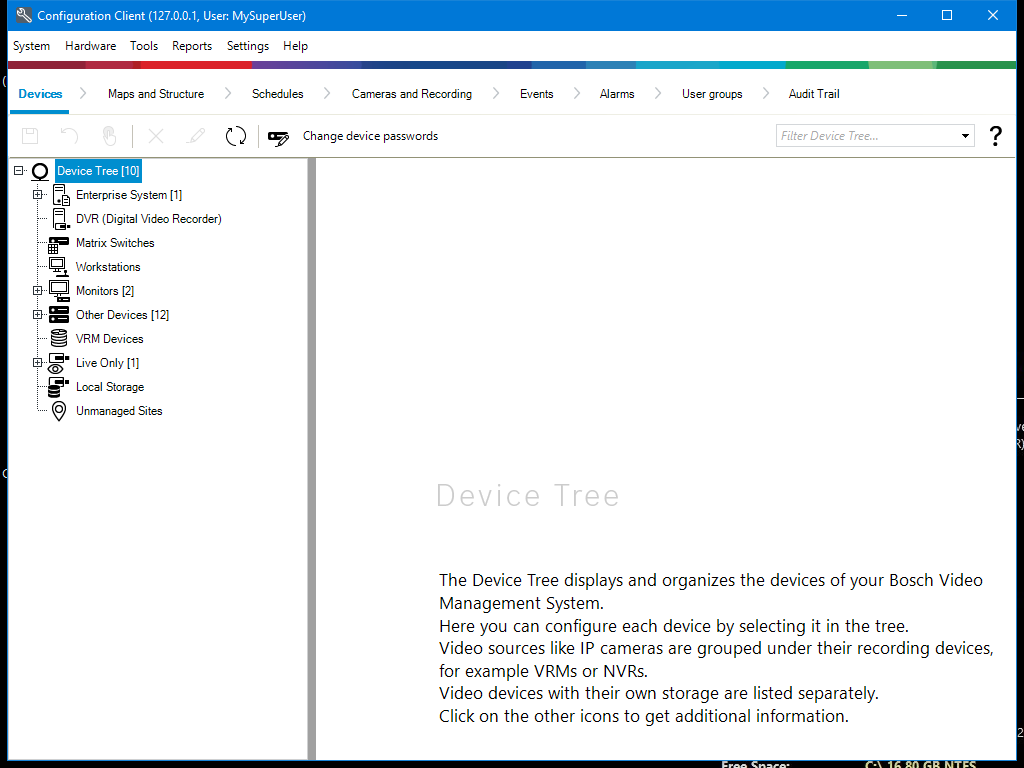 Configuration Client (127.0.0.1, User: MySuperUser)
System Hardware Tools Reports Settings Help
Devices Maps and Structure Schedules Cameras and Recording Events Alarms User groups Audit Trail
Change device passwords
Filter Device Tree...
?
Device Tree [10]
Enterprise System [1]
DVR (Digital Video Recorder)
Matrix Switches
Workstations
Monitors [2]
Other Devices [12]
VRM Devices
Live Only [1]
Local Storage
Unmanaged Sites
Device Tree
The Device Tree displays and organizes the devices of your Bosch Video
Management System.
Here you can configure each device by selecting it in the tree.
Video sources like IP cameras are grouped under their recording devices,
for example VRMs or NVRs.
Video devices with their own storage are listed separately.
Click on the other icons to get additional information.
Free Space: C:\ 16.80 GB NTFS